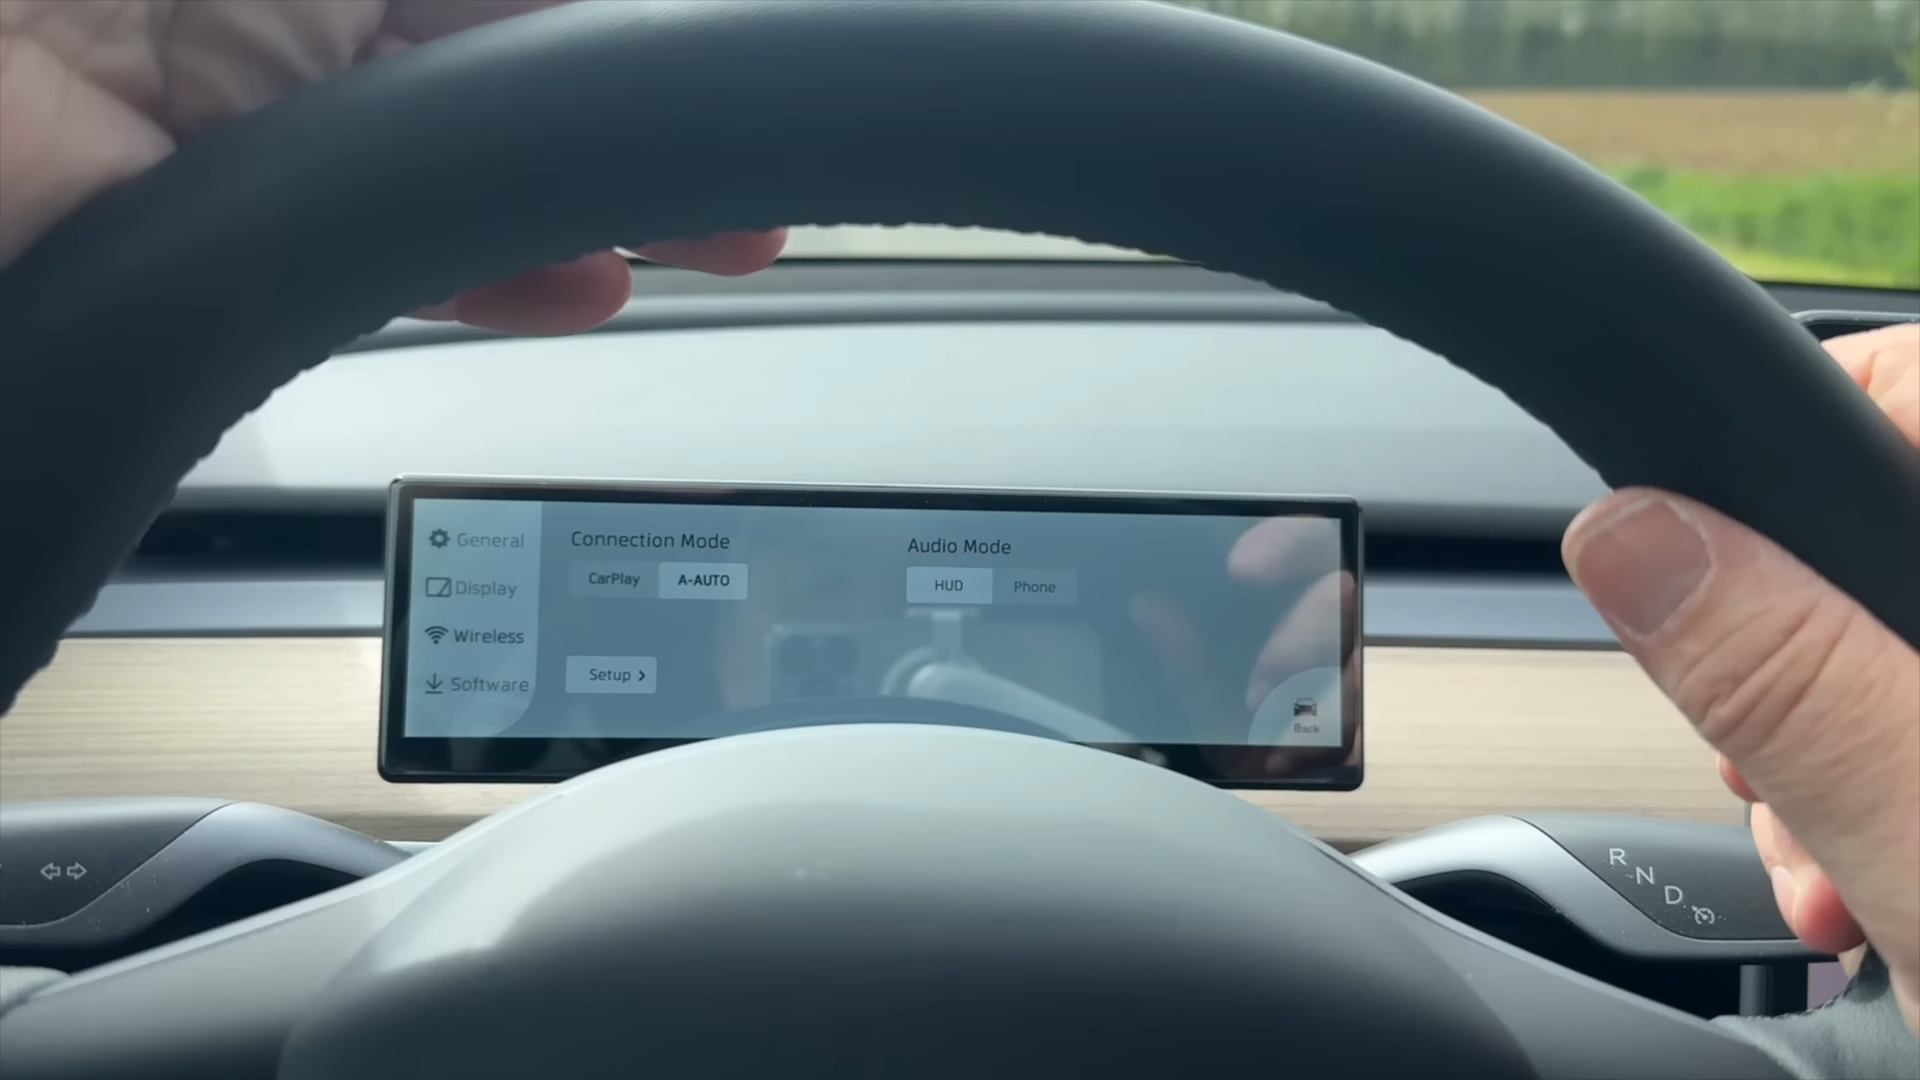 General
Display
Wireless
Software
Connection Mode
CarPlay A-AUTO
Setup >
Audio Mode
HUD Phone
Back
R
N
D